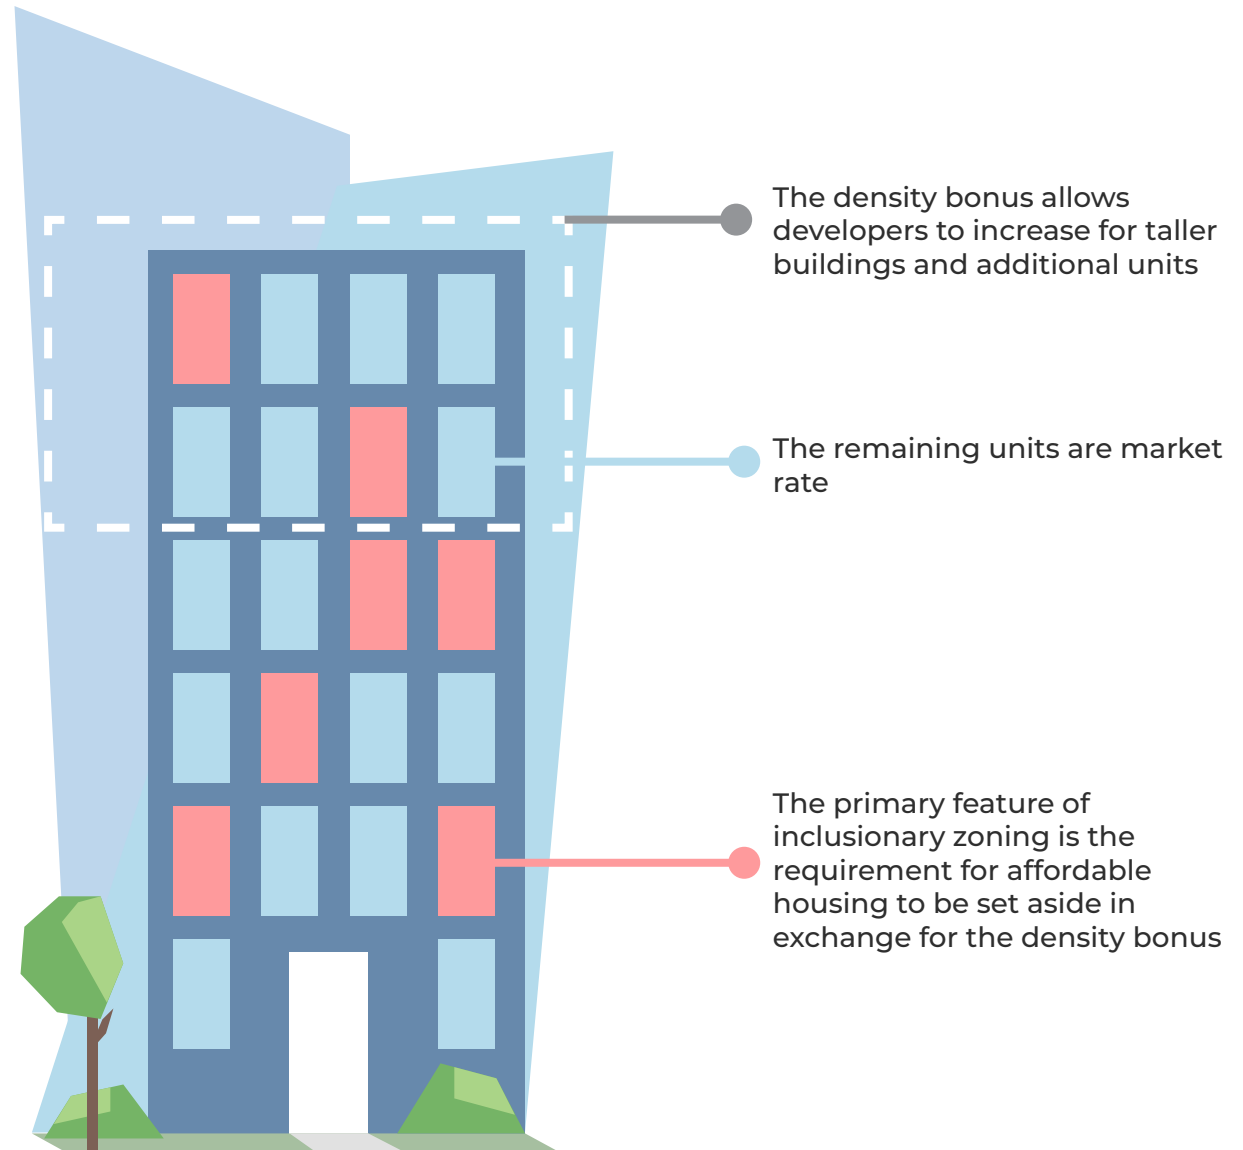 The density bonus allows
developers to increase for taller
buildings and additional units
The remaining units are market
rate
The primary feature of
inclusionary zoning is the
requirement for affordable
housing to be set aside in
exchange for the density bonus